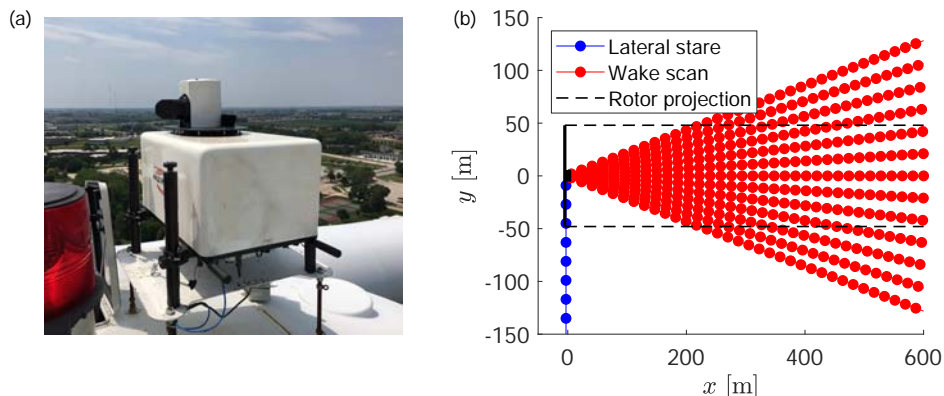 (a)
(b)
150
100
50
0
-50
-100
-150
y [m]
Lateral stare
Wake scan
Rotor projection
0
200
400
600
x [m]